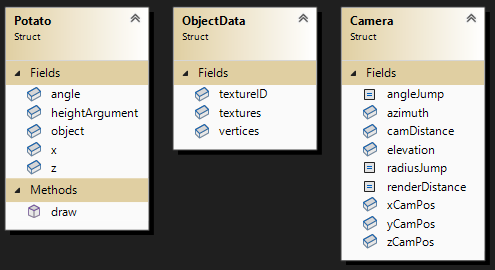 Potato
Struct
Fields
angle
heightArgument
object
x
z
Methods
draw
ObjectData
Struct
Fields
textureID
textures
vertices
Camera
Struct
Fields
angleJump
azimuth
camDistance
elevation
radiusJump
renderDistance
xCamPos
yCamPos
zCamPos